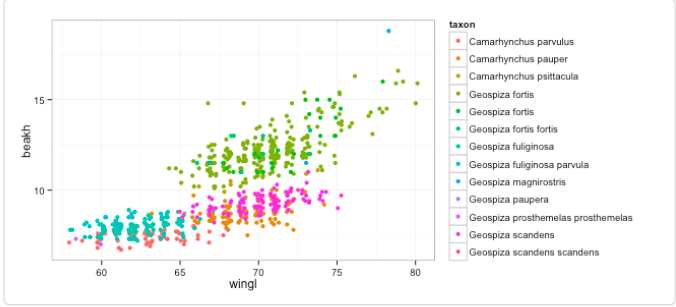 taxon
Camarhynchus parvulus
Camarhynchus pauper
Camarhynchus psittacula
Geospiza fortis
Geospiza fortis
Geospiza fortis fortis
Geospiza fuliginosa
Geospiza fuliginosa parvula
Geospiza magnirostris
Geospiza paupera
Geospiza prosthemelas prosthemelas
Geospiza scandens
Geospiza scandens scandens
beakh
15
10
60 65 70 75 80
wingl